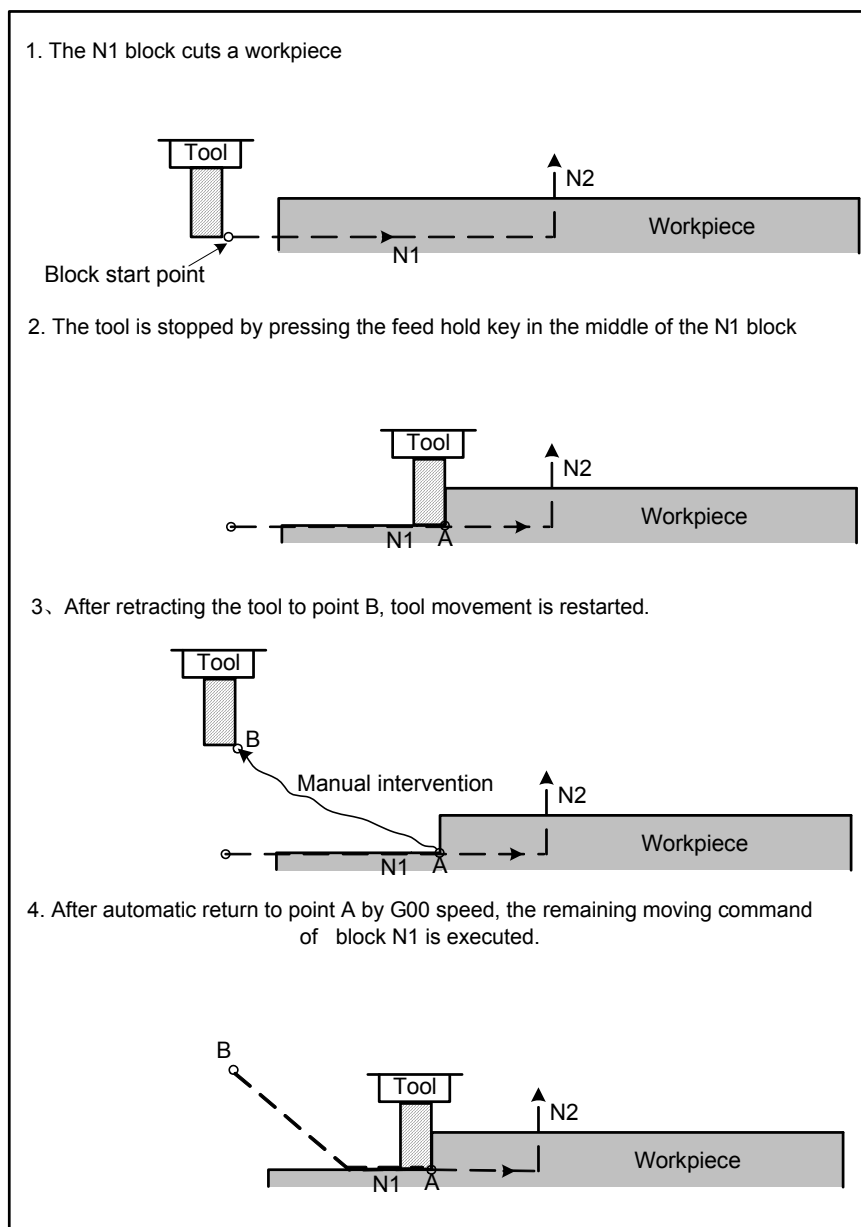 1. The N1 block cuts a workpiece
Tool
N2
Workpiece
N1
Block start point
2. The tool is stopped by pressing the feed hold key in the middle of the N1 block
Tool
N2
Workpiece
N1
A
3、After retracting the tool to point B, tool movement is restarted.
Tool
B
Manual intervention
N2
Workpiece
N1
A
4. After automatic return to point A by G00 speed, the remaining moving command
of block N1 is executed.
B
Tool
N2
Workpiece
N1
A